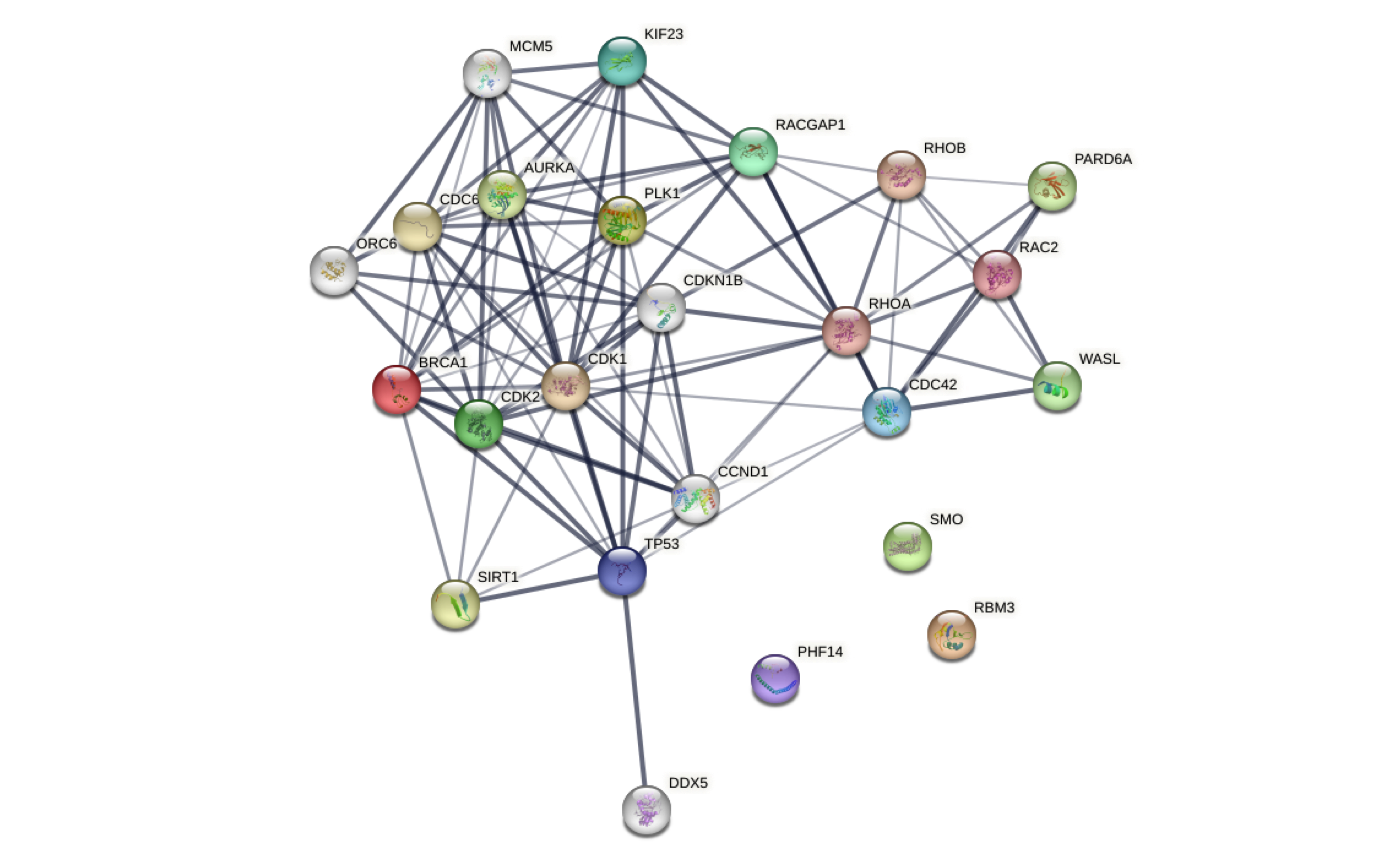 KIF23
MCM5
RACGAP1
RHOB
PARD6A
AURKA
PLK1
CDC6
ORC6
RAC2
CDKN1B
RHOA
CDK1
WASL
BRCA1
CDC42
CDK2
CCND1
SMO
TP53
SIRT1
RBM3
PHF14
DDX5